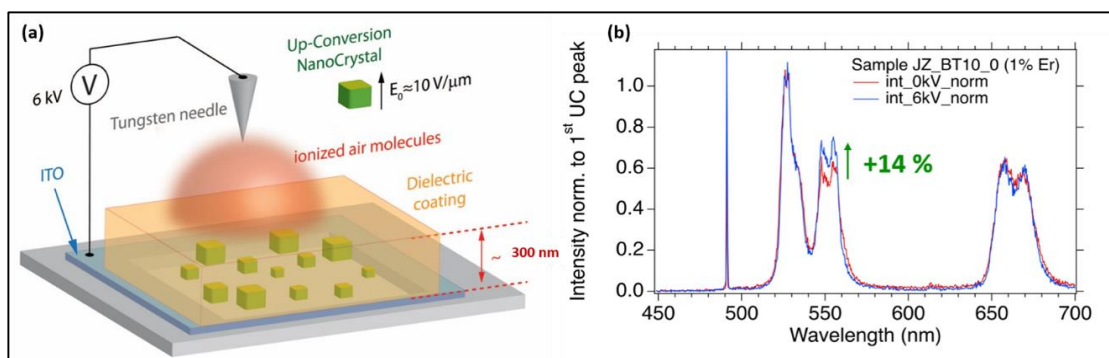 (a)
Up-Conversion
NanoCrystal
E₀≈10 V/μm
V
6 kV
Tungsten needle
ionized air molecules
ITO
Dielectric
coating
~ 300 nm
(b)
Sample JZ_BT10_0 (1% Er)
int_0kV_norm
int_6kV_norm
+14 %
Intensity norm. to 1st UC peak
1.0
0.8
0.6
0.4
0.2
0.0
450 500 550 600 650 700
Wavelength (nm)